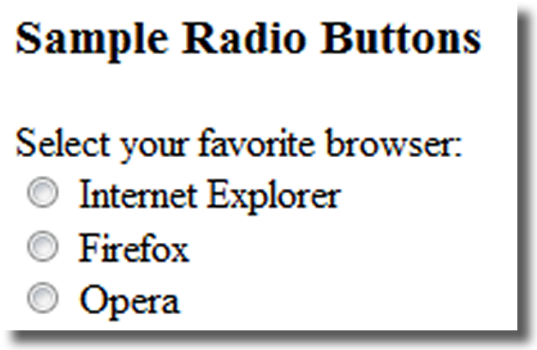 Sample Radio Buttons
Select your favorite browser:
Internet Explorer
Firefox
Opera